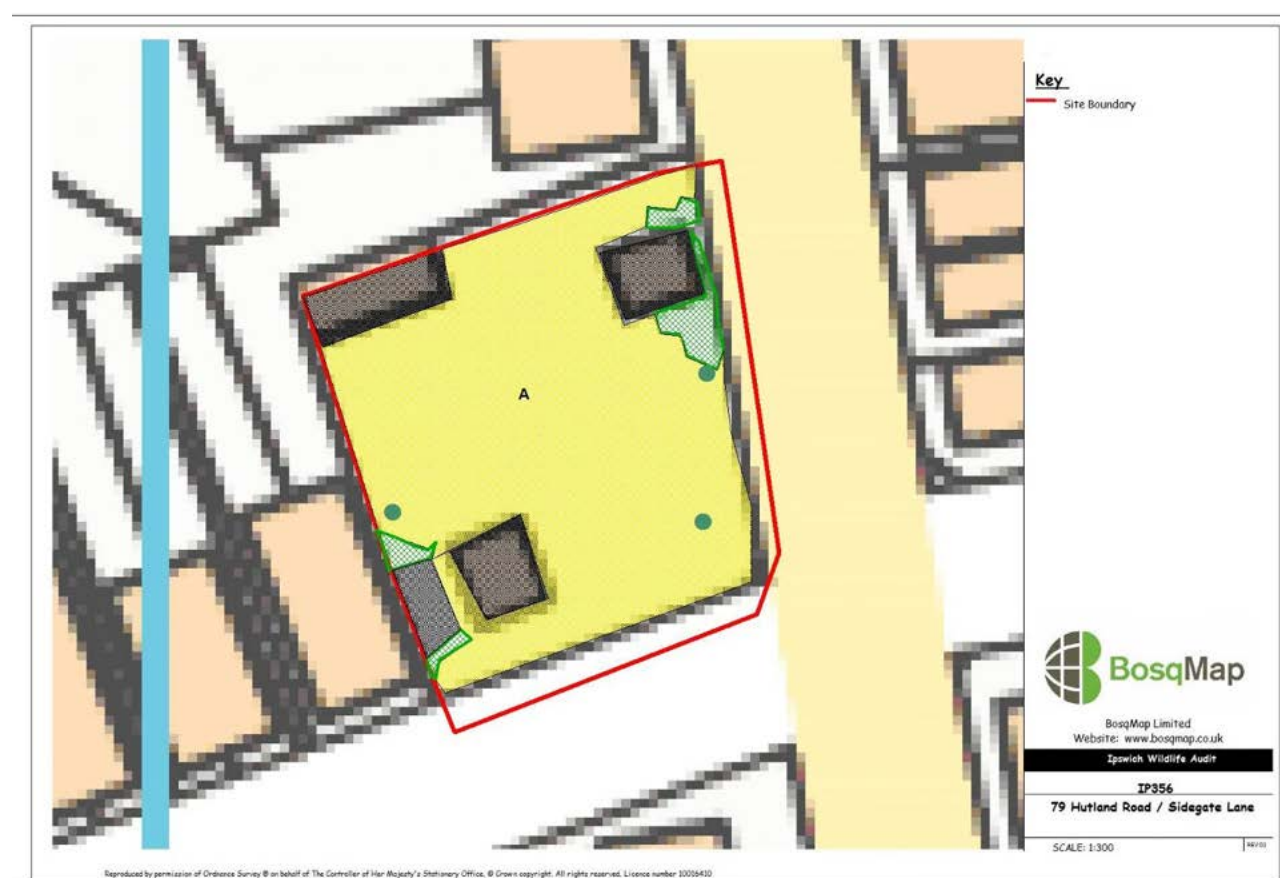 Key
Site Boundary
A
BosqMap
BosqMap Limited
Website: www.bosqmap.co.uk
Ipswich Wildlife Audit
IP356
79 Hutland Road / Sidegate Lane
SCALE: 1:300
Reproduced by permission of Ordnance Survey ® on behalf of The Controller of Her Majesty's Stationery Office, © Crown copyright. All rights reserved. Licence number 10016410